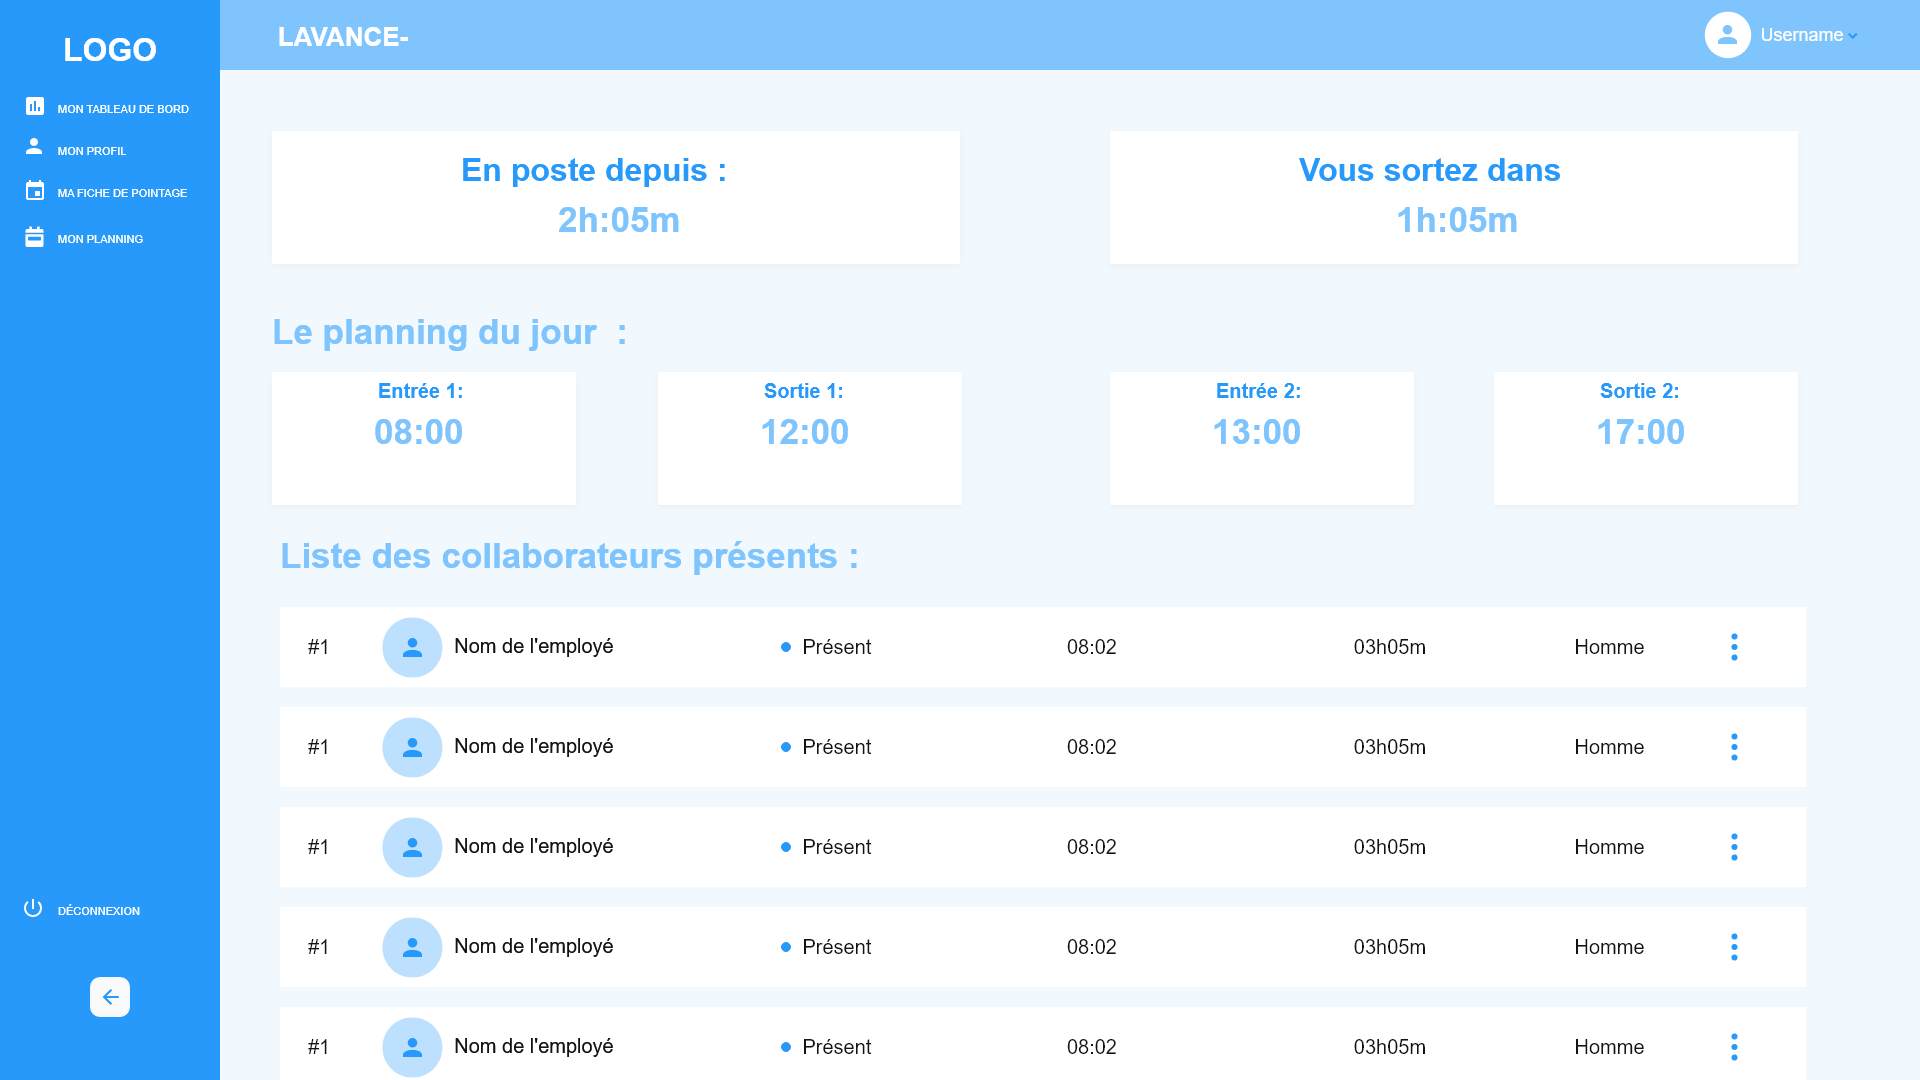 LOGO
MON TABLEAU DE BORD
MON PROFIL
MA FICHE DE POINTAGE
MON PLANNING
DÉCONNEXION
LAVANCE-
Username
En poste depuis :
2h:05m
Vous sortez dans
1h:05m
Le planning du jour :
Entrée 1:
08:00
Sortie 1:
12:00
Entrée 2:
13:00
Sortie 2:
17:00
Liste des collaborateurs présents :
#1 Nom de l'employé Présent 08:02 03h05m Homme
#1 Nom de l'employé Présent 08:02 03h05m Homme
#1 Nom de l'employé Présent 08:02 03h05m Homme
#1 Nom de l'employé Présent 08:02 03h05m Homme
#1 Nom de l'employé Présent 08:02 03h05m Homme